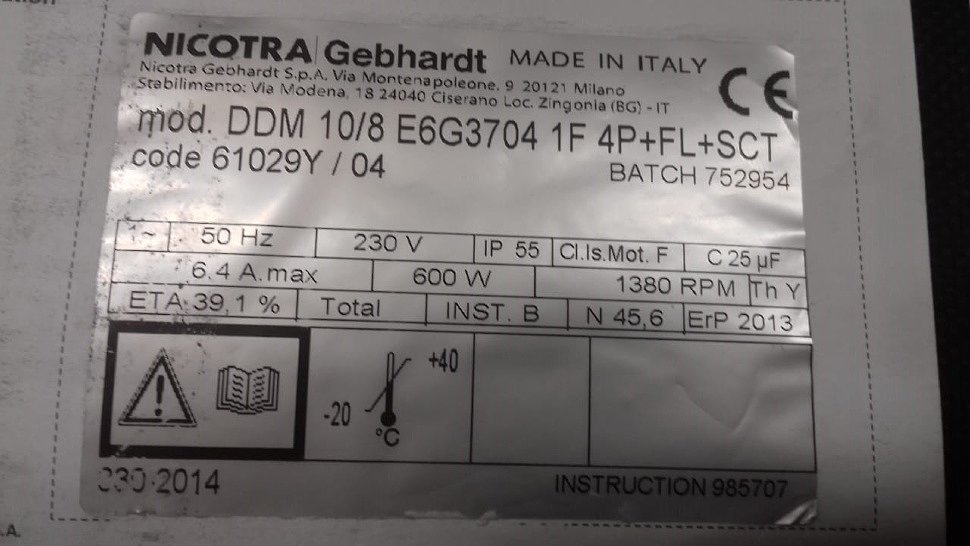 NICOTRA Gebhardt MADE IN ITALY
Nicotra Gebhardt S.p.A. Via Montenapoleone, 9 20121 Milano
Stabilimento: Via Modena, 18 24040 Ciserano Loc. Zingonia (BG) - IT
CE
mod. DDM 10/8 E6G3704 1F 4P+FL+SCT
code 61029Y / 04 BATCH 752954
1~ 50 Hz 230 V IP 55 Cl.Is.Mot. F C 25 µF
6.4 A.max 600 W 1380 RPM Th Y
ETA 39,1 % Total INST. B N 45,6 ErP 2013
+40
-20
°C
230-2014 INSTRUCTION 985707
A.